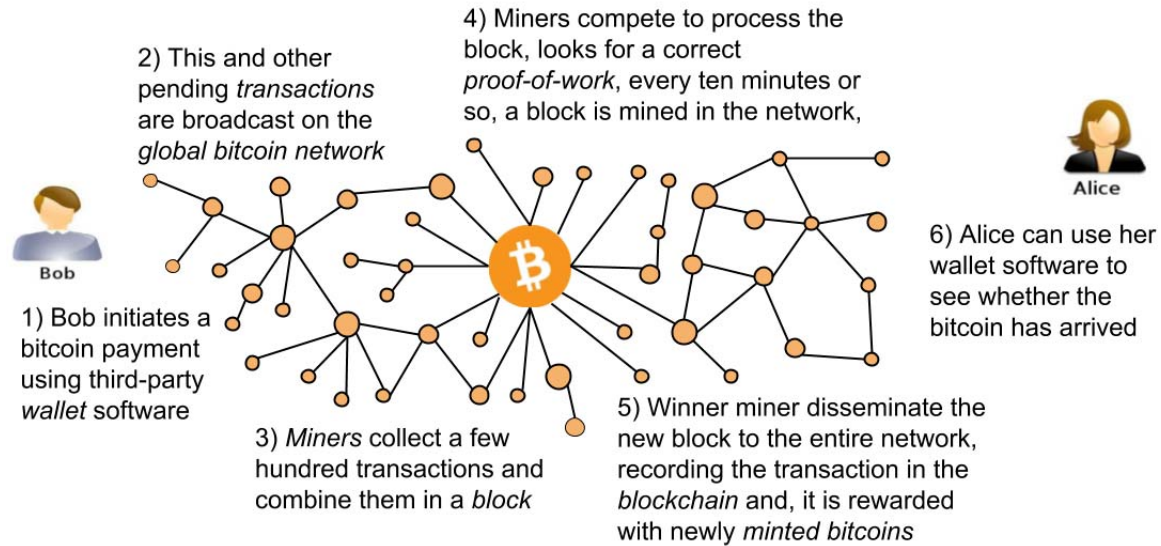 Bob
1) Bob initiates a
bitcoin payment
using third-party
wallet software
2) This and other
pending transactions
are broadcast on the
global bitcoin network
3) Miners collect a few
hundred transactions and
combine them in a block
4) Miners compete to process the
block, looks for a correct
proof-of-work, every ten minutes or
so, a block is mined in the network,
5) Winner miner disseminate the
new block to the entire network,
recording the transaction in the
blockchain and, it is rewarded
with newly minted bitcoins
Alice
6) Alice can use her
wallet software to
see whether the
bitcoin has arrived